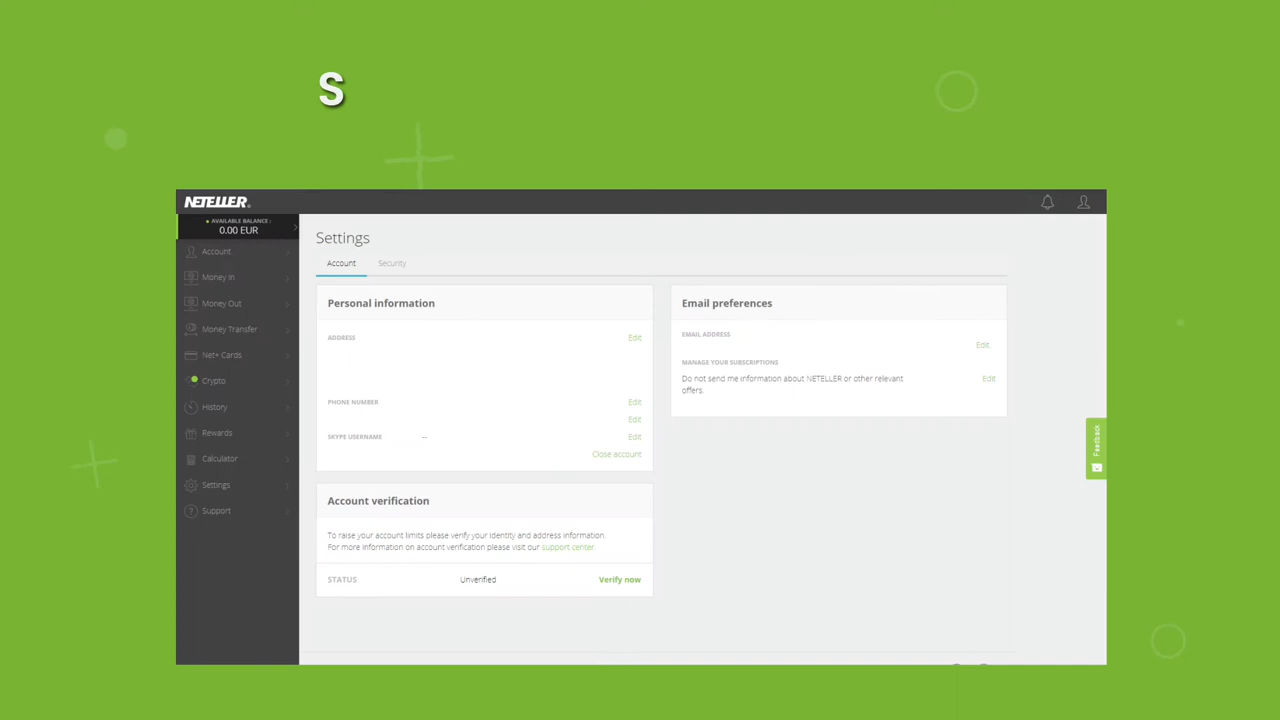 S
NETELLER®
AVAILABLE BALANCE :
0.00 EUR
Account
Money In
Money Out
Money Transfer
Net+ Cards
Crypto
History
Rewards
Calculator
Settings
Support
Settings
Account Security
Personal information
ADDRESS Edit
PHONE NUMBER Edit
Edit
SKYPE USERNAME -- Edit
Close account
Account verification
To raise your account limits please verify your identity and address information.
For more information on account verification please visit our support center.
STATUS Unverified Verify now
Email preferences
EMAIL ADDRESS
Edit
MANAGE YOUR SUBSCRIPTIONS
Do not send me information about NETELLER or other relevant Edit
offers.
Feedback